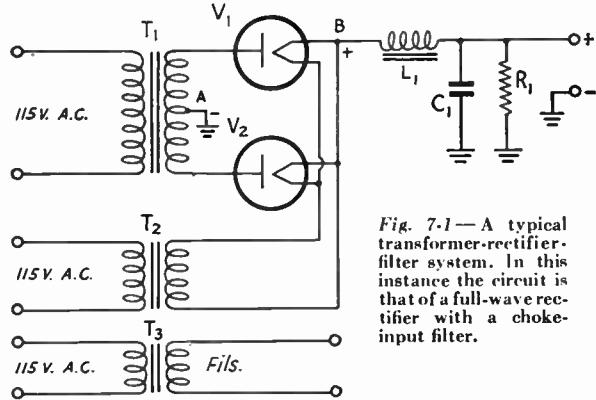 V1
B
T1
+
+
L1
A
-
115 V. A.C.
C1
R1
-
V2
T2
115 V. A.C.
Fig. 7-1 — A typical
transformer-rectifier-
filter system. In this
instance the circuit is
that of a full-wave rec-
tifier with a choke-
input filter.
T3
115 V. A.C.
Fils.